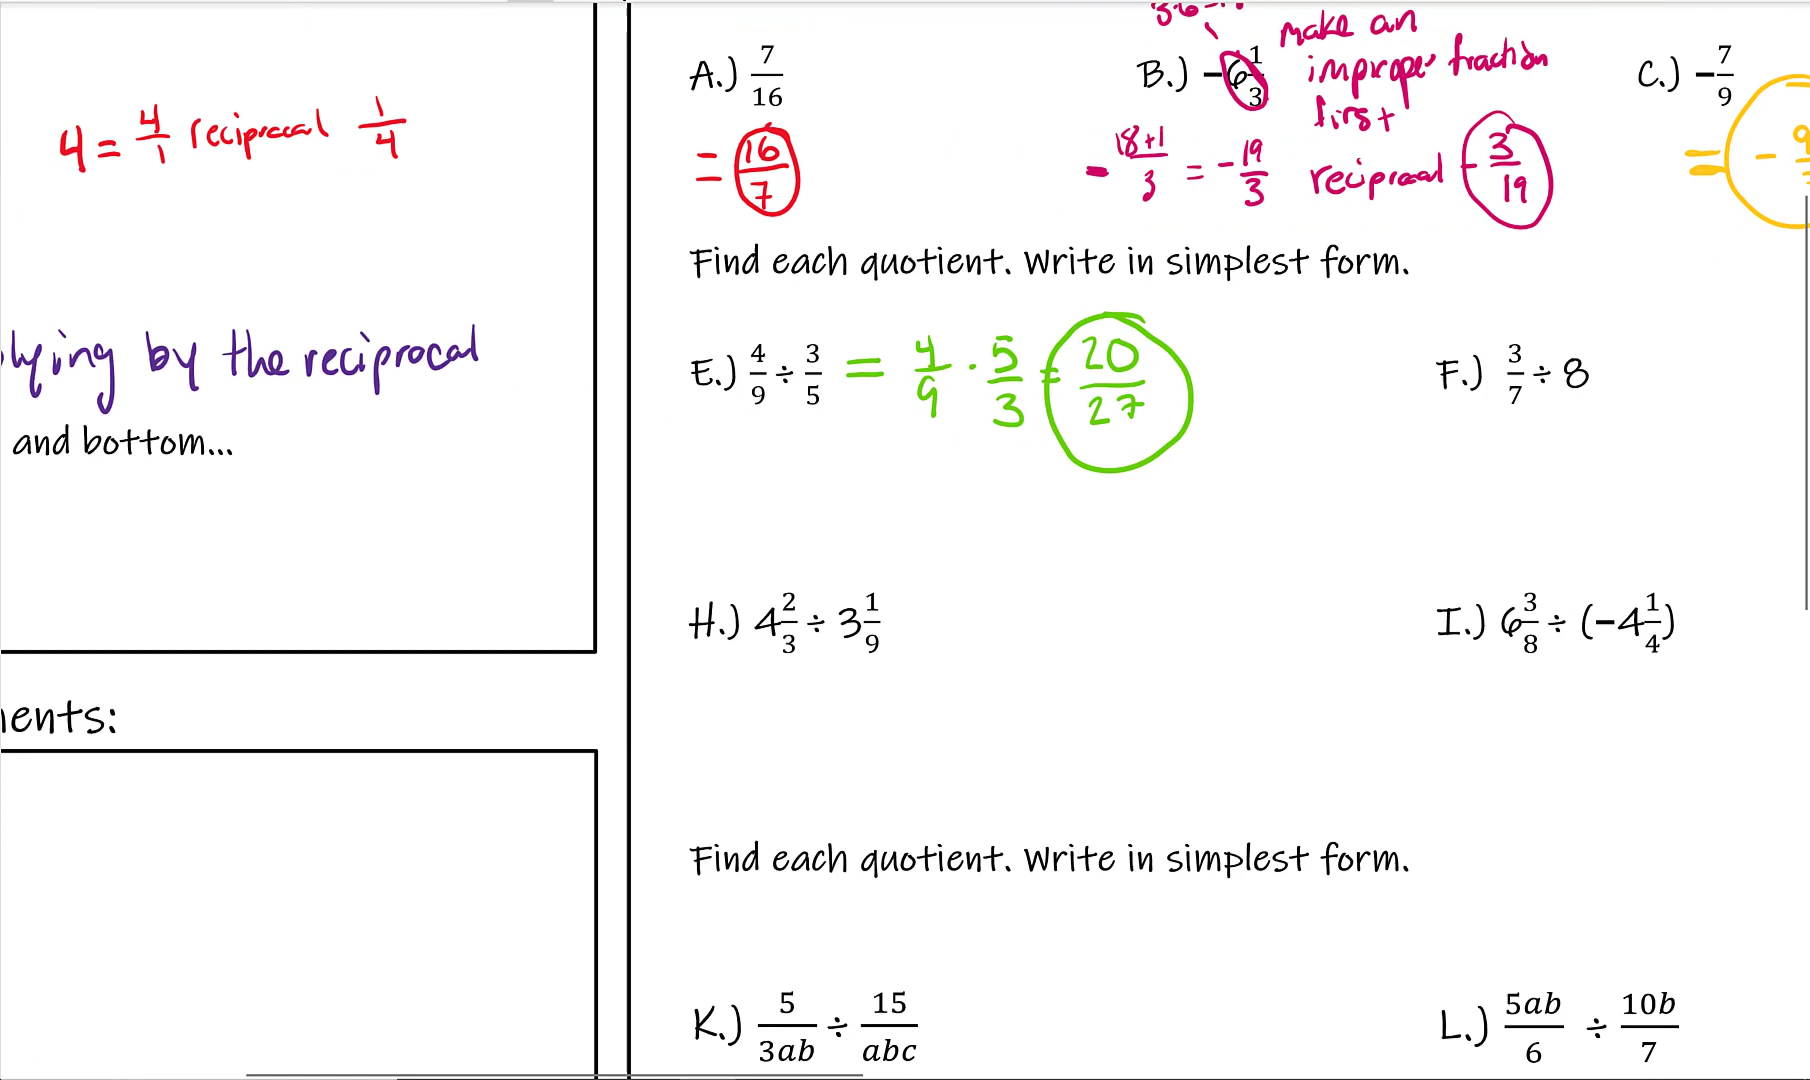 4 = 4/1 reciprocal 1/4
lying by the reciprocal
and bottom...
ents:
make an
improper fraction
first
A.) 7/16
= 16/7
B.) -6 1/3
- 18+1/3 = - 19/3 reciprocal - 3/19
C.) -7/9
= -
Find each quotient. Write in simplest form.
E.) 4/9 ÷ 3/5 = 4/9 · 5/3 = 20/27
F.) 3/7 ÷ 8
H.) 4 2/3 ÷ 3 1/9
I.) 6 3/8 ÷ (-4 1/4)
Find each quotient. Write in simplest form.
K.) 5/3ab ÷ 15/abc
L.) 5ab/6 ÷ 10b/7